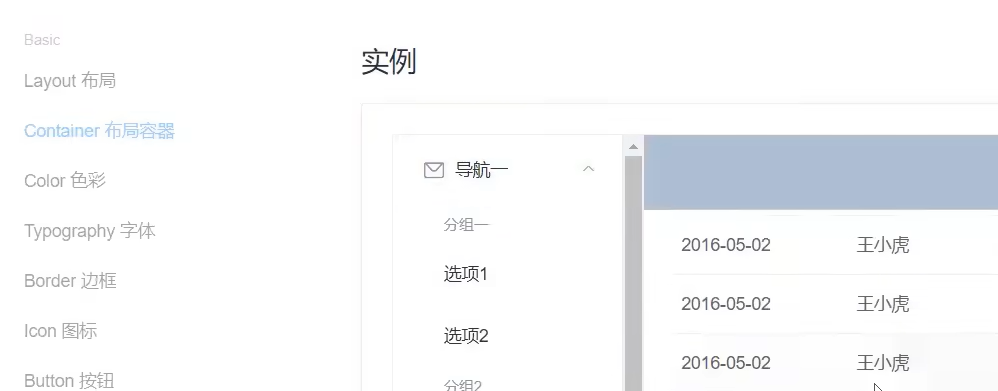 Basic
Layout 布局
Container 布局容器
Color 色彩
Typography 字体
Border 边框
Icon 图标
Button 按钮
实例
导航一
分组一
选项1
选项2
分组2
2016-05-02 王小虎
2016-05-02 王小虎
2016-05-02 王小虎